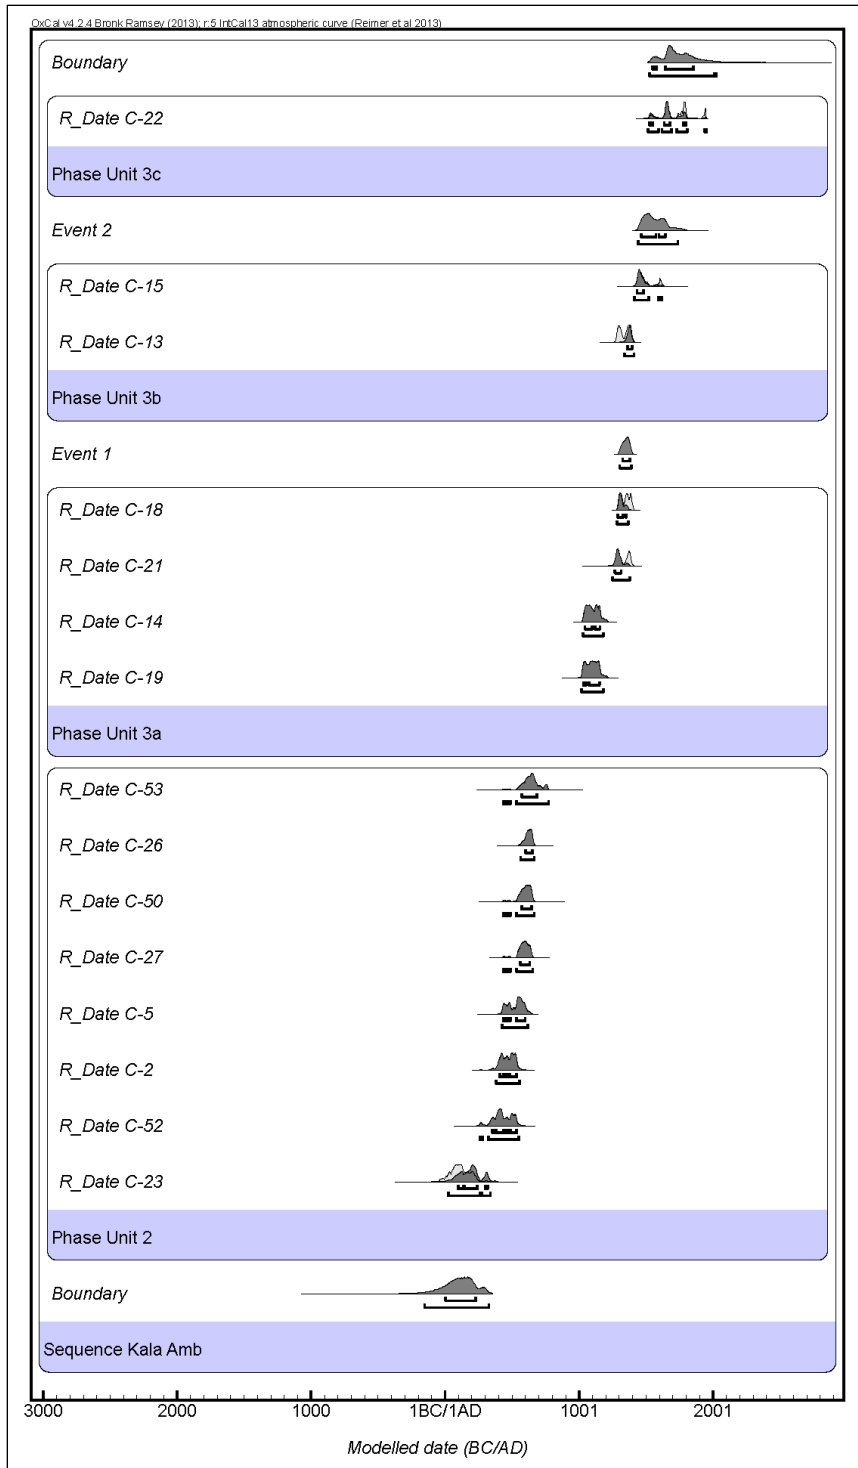 OxCal v4.2.4 Bronk Ramsey (2013); r:5 IntCal13 atmospheric curve (Reimer et al 2013)
Boundary
R_Date C-22
Phase Unit 3c
Event 2
R_Date C-15
R_Date C-13
Phase Unit 3b
Event 1
R_Date C-18
R_Date C-21
R_Date C-14
R_Date C-19
Phase Unit 3a
R_Date C-53
R_Date C-26
R_Date C-50
R_Date C-27
R_Date C-5
R_Date C-2
R_Date C-52
R_Date C-23
Phase Unit 2
Boundary
Sequence Kala Amb
3000 2000 1000 1BC/1AD 1001 2001
Modelled date (BC/AD)